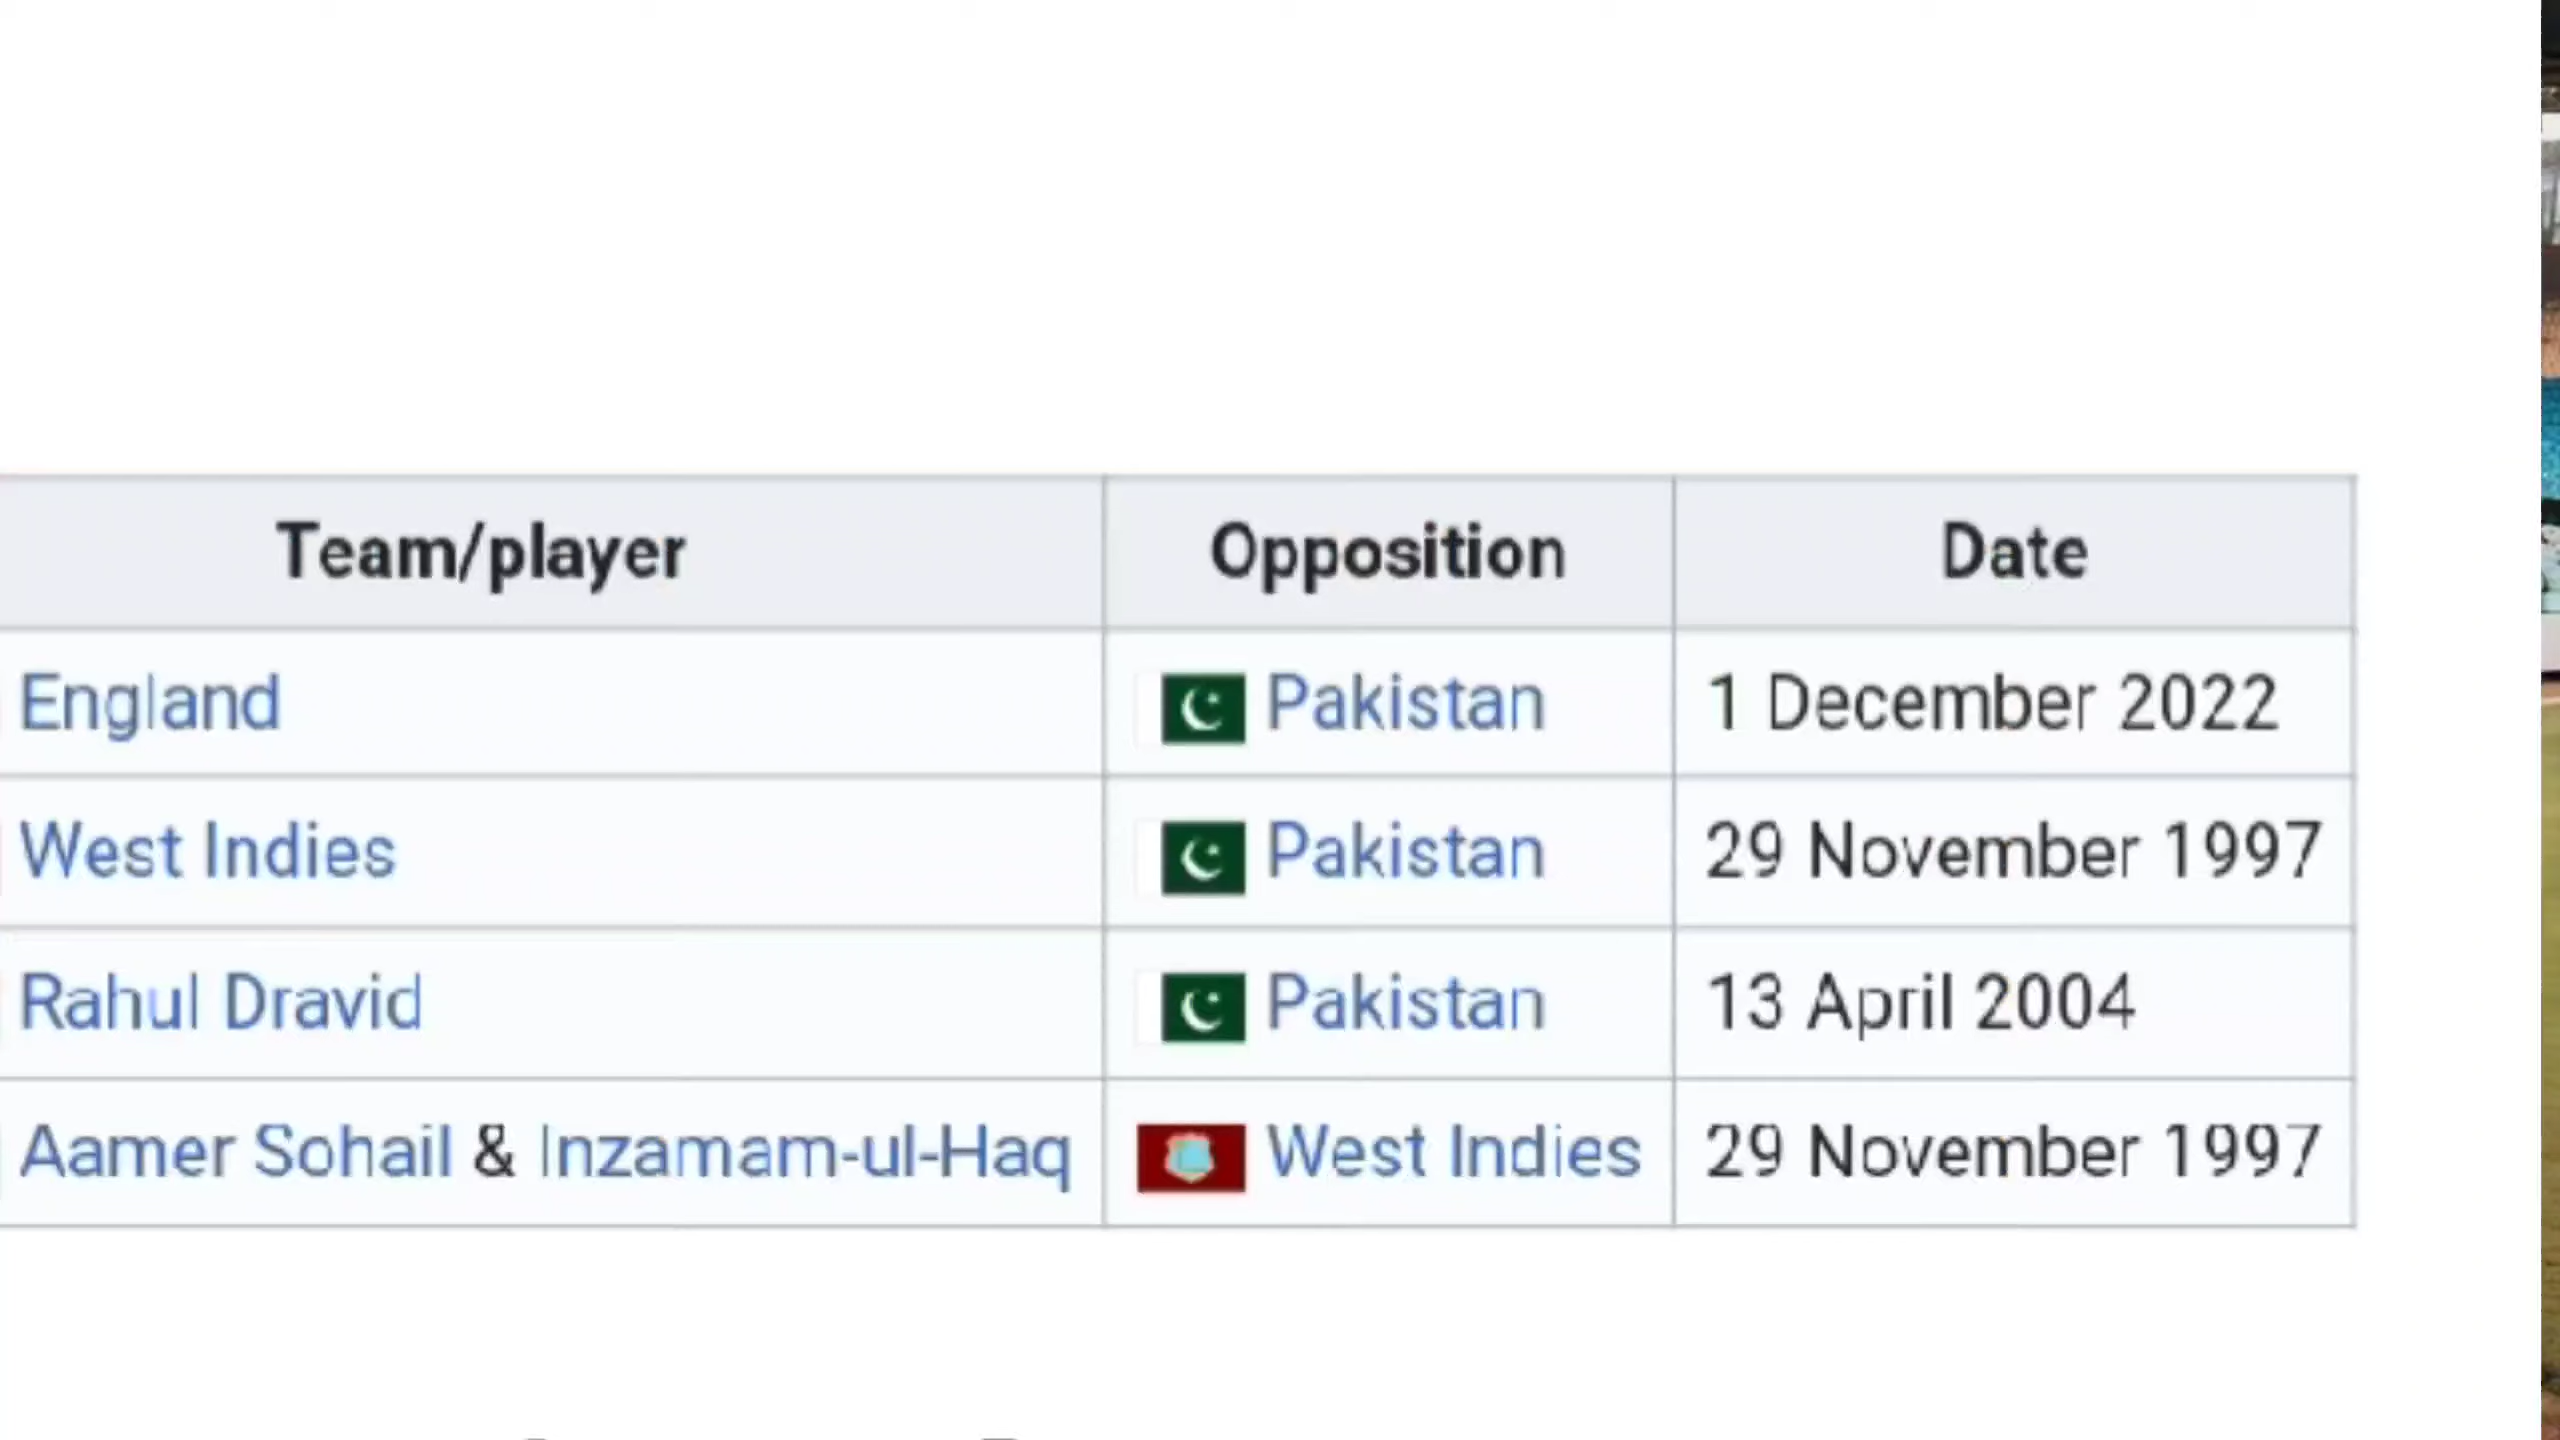 Team/player Opposition Date
England Pakistan 1 December 2022
West Indies Pakistan 29 November 1997
Rahul Dravid Pakistan 13 April 2004
Aamer Sohail & Inzamam-ul-Haq West Indies 29 November 1997